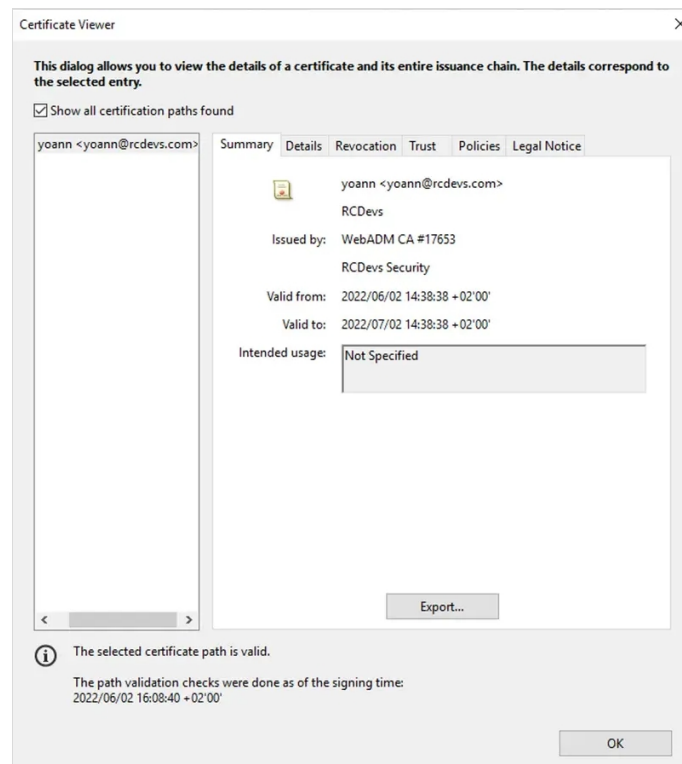 Certificate Viewer
This dialog allows you to view the details of a certificate and its entire issuance chain. The details correspond to
the selected entry.
Show all certification paths found
yoann <yoann@rcdevs.com>
Summary Details Revocation Trust Policies Legal Notice
yoann <yoann@rcdevs.com>
RCDevs
Issued by: WebADM CA #17653
RCDevs Security
Valid from: 2022/06/02 14:38:38 +02'00'
Valid to: 2022/07/02 14:38:38 +02'00'
Intended usage: Not Specified
Export...
The selected certificate path is valid.
The path validation checks were done as of the signing time:
2022/06/02 16:08:40 +02'00'
OK